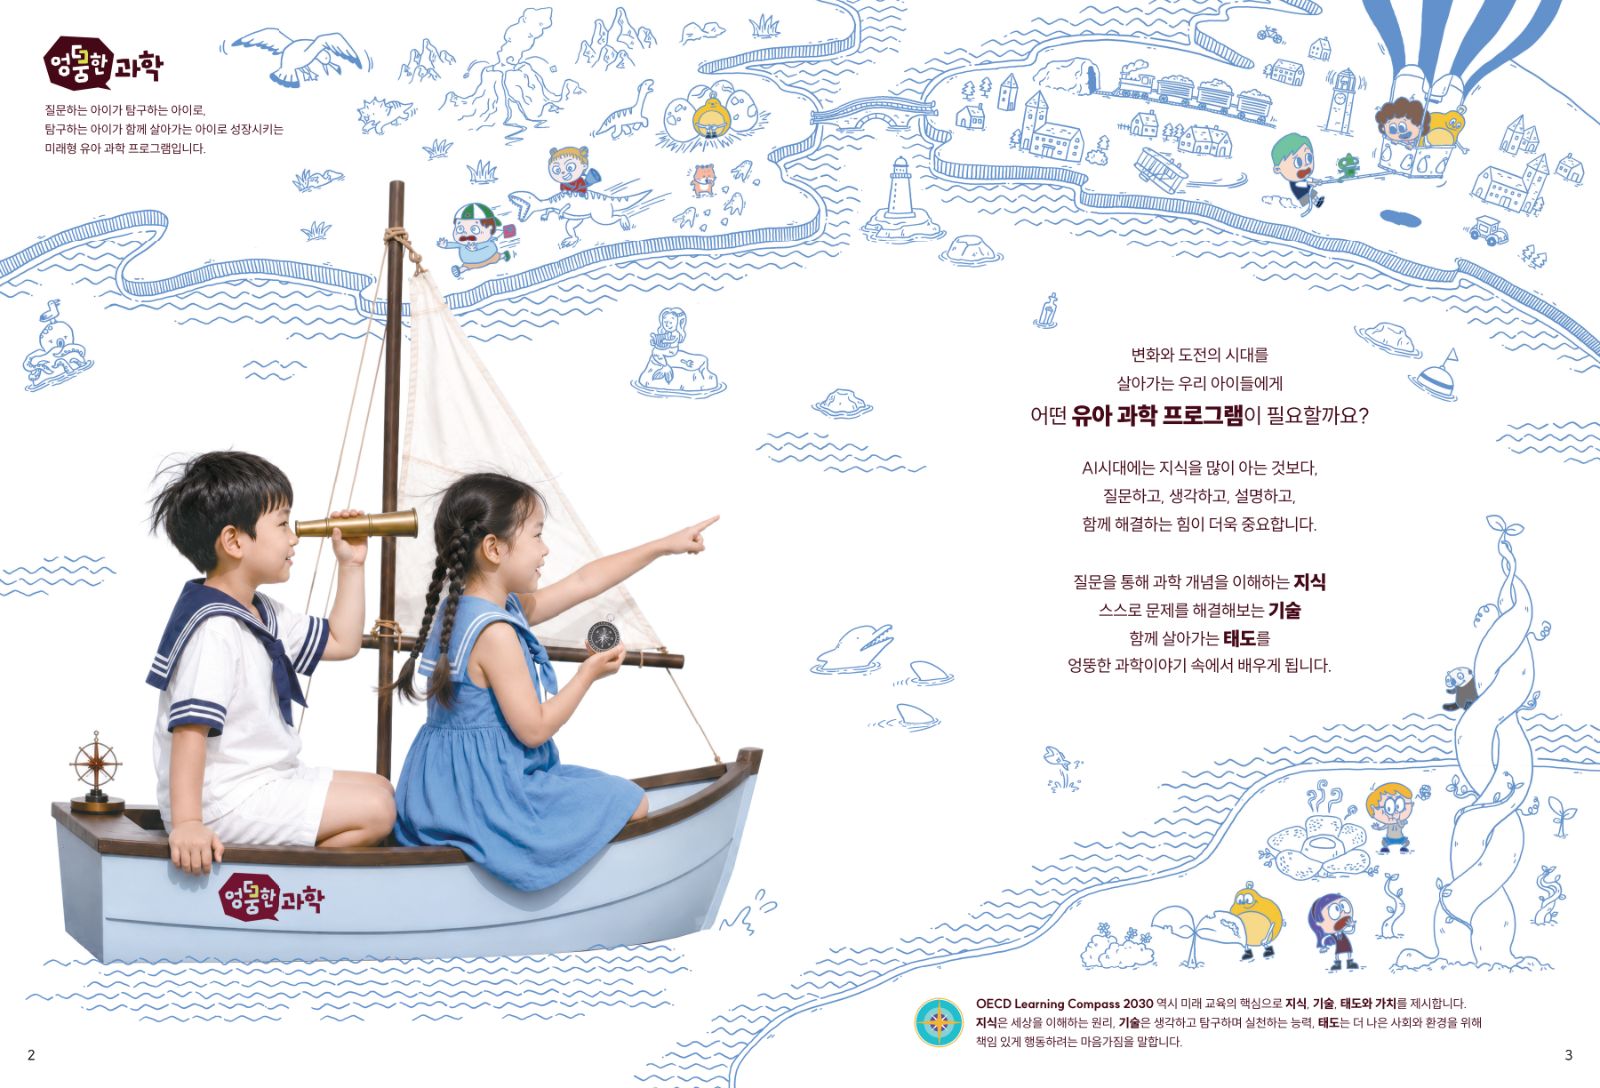 엉뚱한 과학
질문하는 아이가 탐구하는 아이로,
탐구하는 아이가 함께 살아가는 아이로 성장시키는
미래형 유아 과학 프로그램입니다.
변화와 도전의 시대를
살아가는 우리 아이들에게
어떤 유아 과학 프로그램이 필요할까요?
AI시대에는 지식을 많이 아는 것보다,
질문하고, 생각하고, 설명하고,
함께 해결하는 힘이 더욱 중요합니다.
질문을 통해 과학 개념을 이해하는 지식
스스로 문제를 해결해보는 기술
함께 살아가는 태도를
엉뚱한 과학이야기 속에서 배우게 됩니다.
엉뚱한 과학
OECD Learning Compass 2030 역시 미래 교육의 핵심으로 지식, 기술, 태도와 가치를 제시합니다.
지식은 세상을 이해하는 원리, 기술은 생각하고 탐구하며 실천하는 능력, 태도는 더 나은 사회와 환경을 위해
책임 있게 행동하려는 마음가짐을 말합니다.
2
3